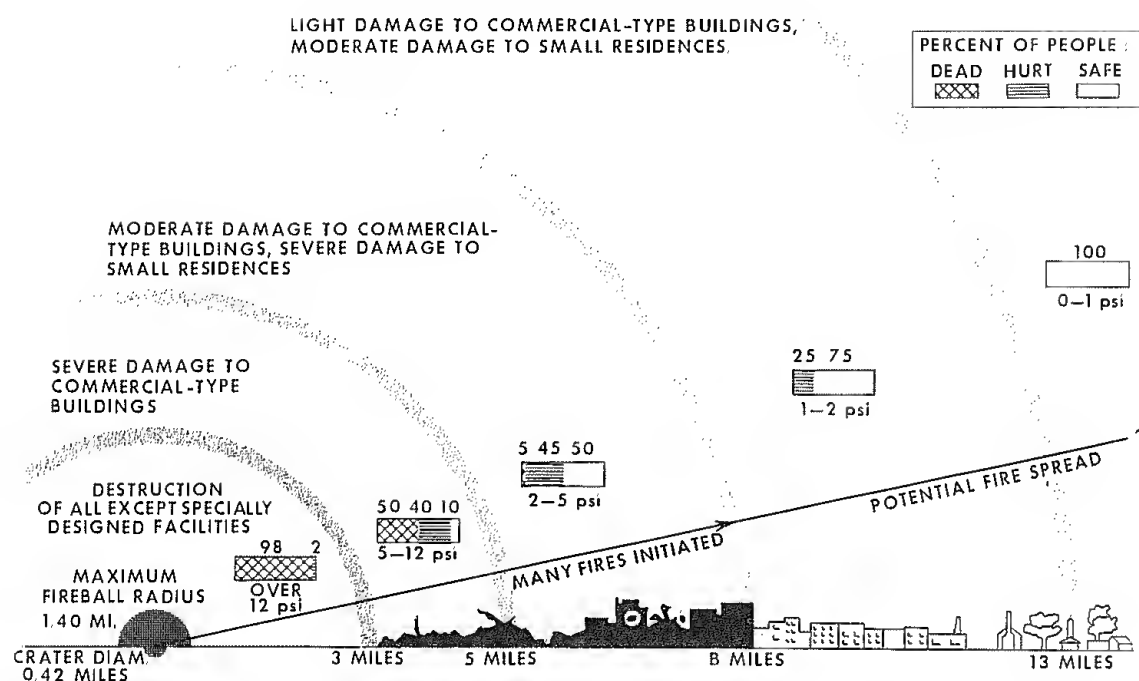 LIGHT DAMAGE TO COMMERCIAL-TYPE BUILDINGS,
MODERATE DAMAGE TO SMALL RESIDENCES
PERCENT OF PEOPLE:
DEAD HURT SAFE
MODERATE DAMAGE TO COMMERCIAL-
TYPE BUILDINGS, SEVERE DAMAGE TO
SMALL RESIDENCES
100
0–1 psi
SEVERE DAMAGE TO
COMMERCIAL-TYPE
BUILDINGS
25 75
1–2 psi
5 45 50
2–5 psi
DESTRUCTION
OF ALL EXCEPT SPECIALLY
DESIGNED FACILITIES
50 40 10
5–12 psi
98 2
OVER
12 psi
MANY FIRES INITIATED
POTENTIAL FIRE SPREAD
MAXIMUM
FIREBALL RADIUS
1.40 MI.
CRATER DIAM.
0.42 MILES
3 MILES
5 MILES
8 MILES
13 MILES